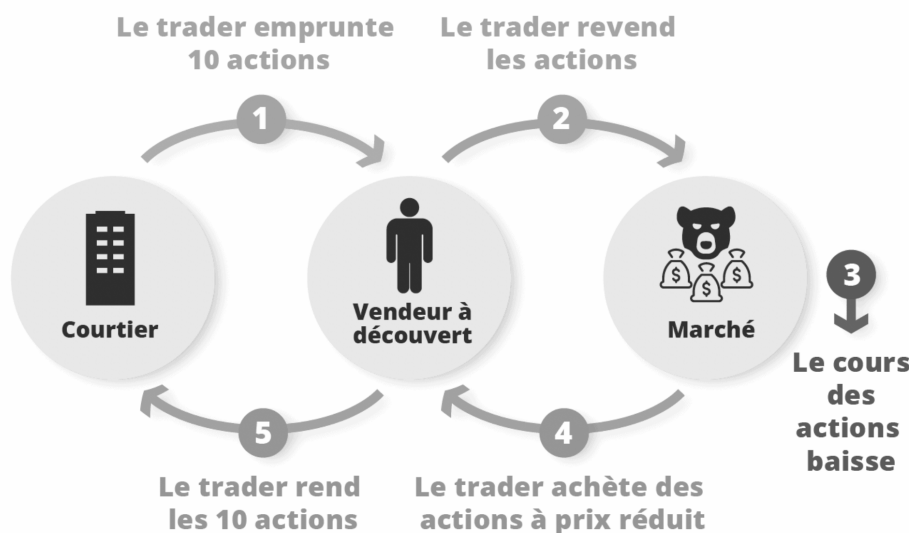 Le trader emprunte
10 actions
Le trader revend
les actions
1
2
3
Courtier
Vendeur à
découvert
Marché
$
$
$
Le cours
des
actions
baisse
5
4
Le trader rend
les 10 actions
Le trader achète des
actions à prix réduit